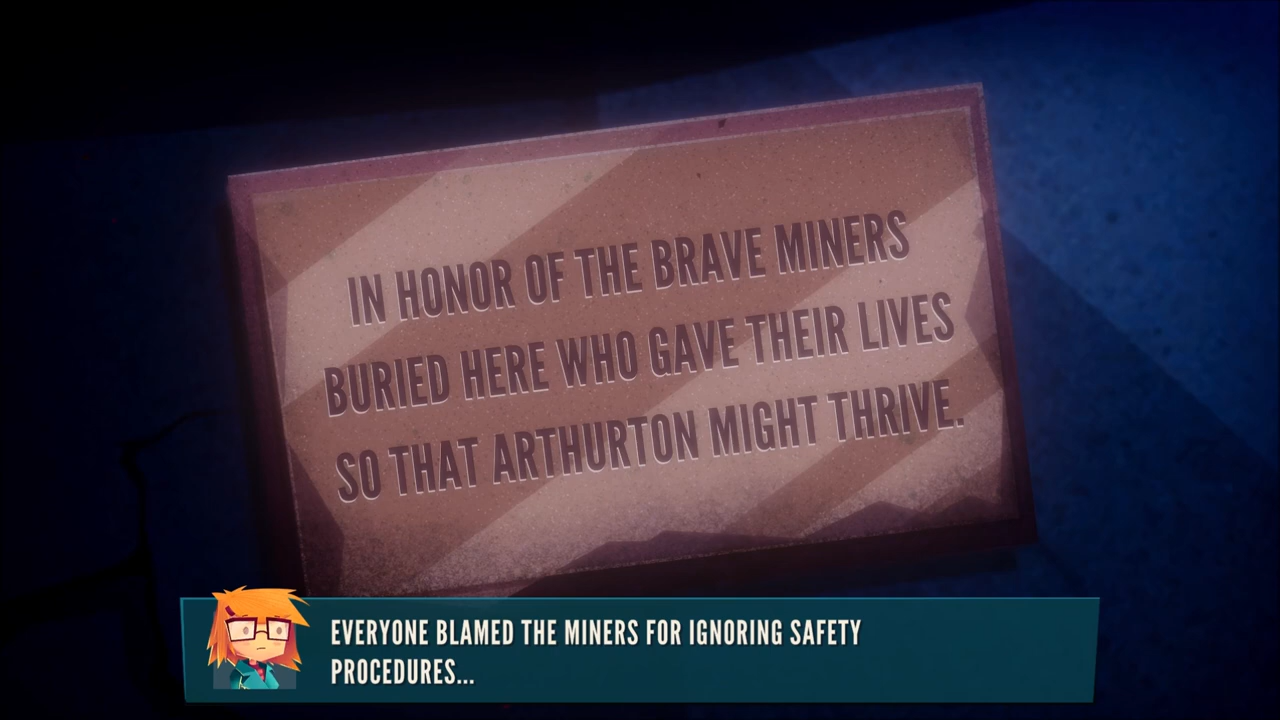 IN HONOR OF THE BRAVE MINERS
BURIED HERE WHO GAVE THEIR LIVES
SO THAT ARTHURTON MIGHT THRIVE.
EVERYONE BLAMED THE MINERS FOR IGNORING SAFETY
PROCEDURES...